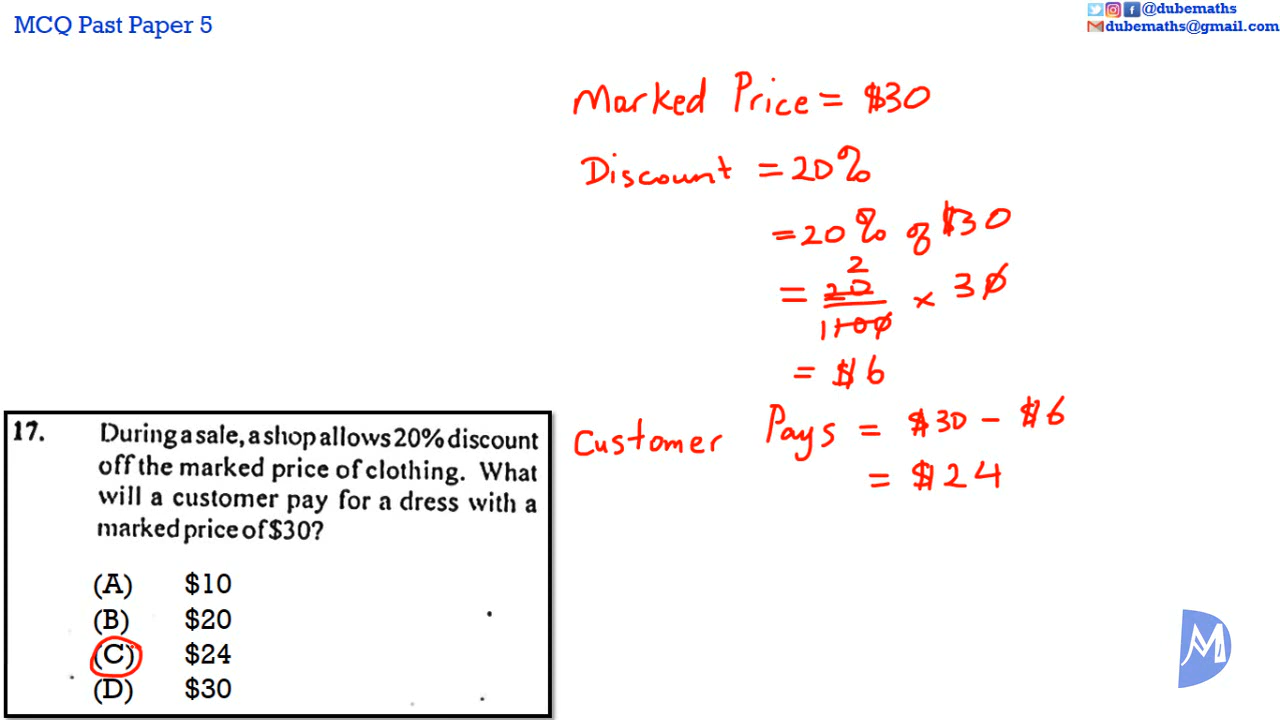 MCQ Past Paper 5
@dubemaths
dubemaths@gmail.com
Marked Price = $30
Discount = 20%
= 20% of $30
2
= 20 × 30
1 100
= $6
Customer Pays = $30 - $6
= $24
17. During a sale, a shop allows 20% discount
off the marked price of clothing. What
will a customer pay for a dress with a
marked price of $30?
(A) $10
(B) $20
(C) $24
(D) $30
DM